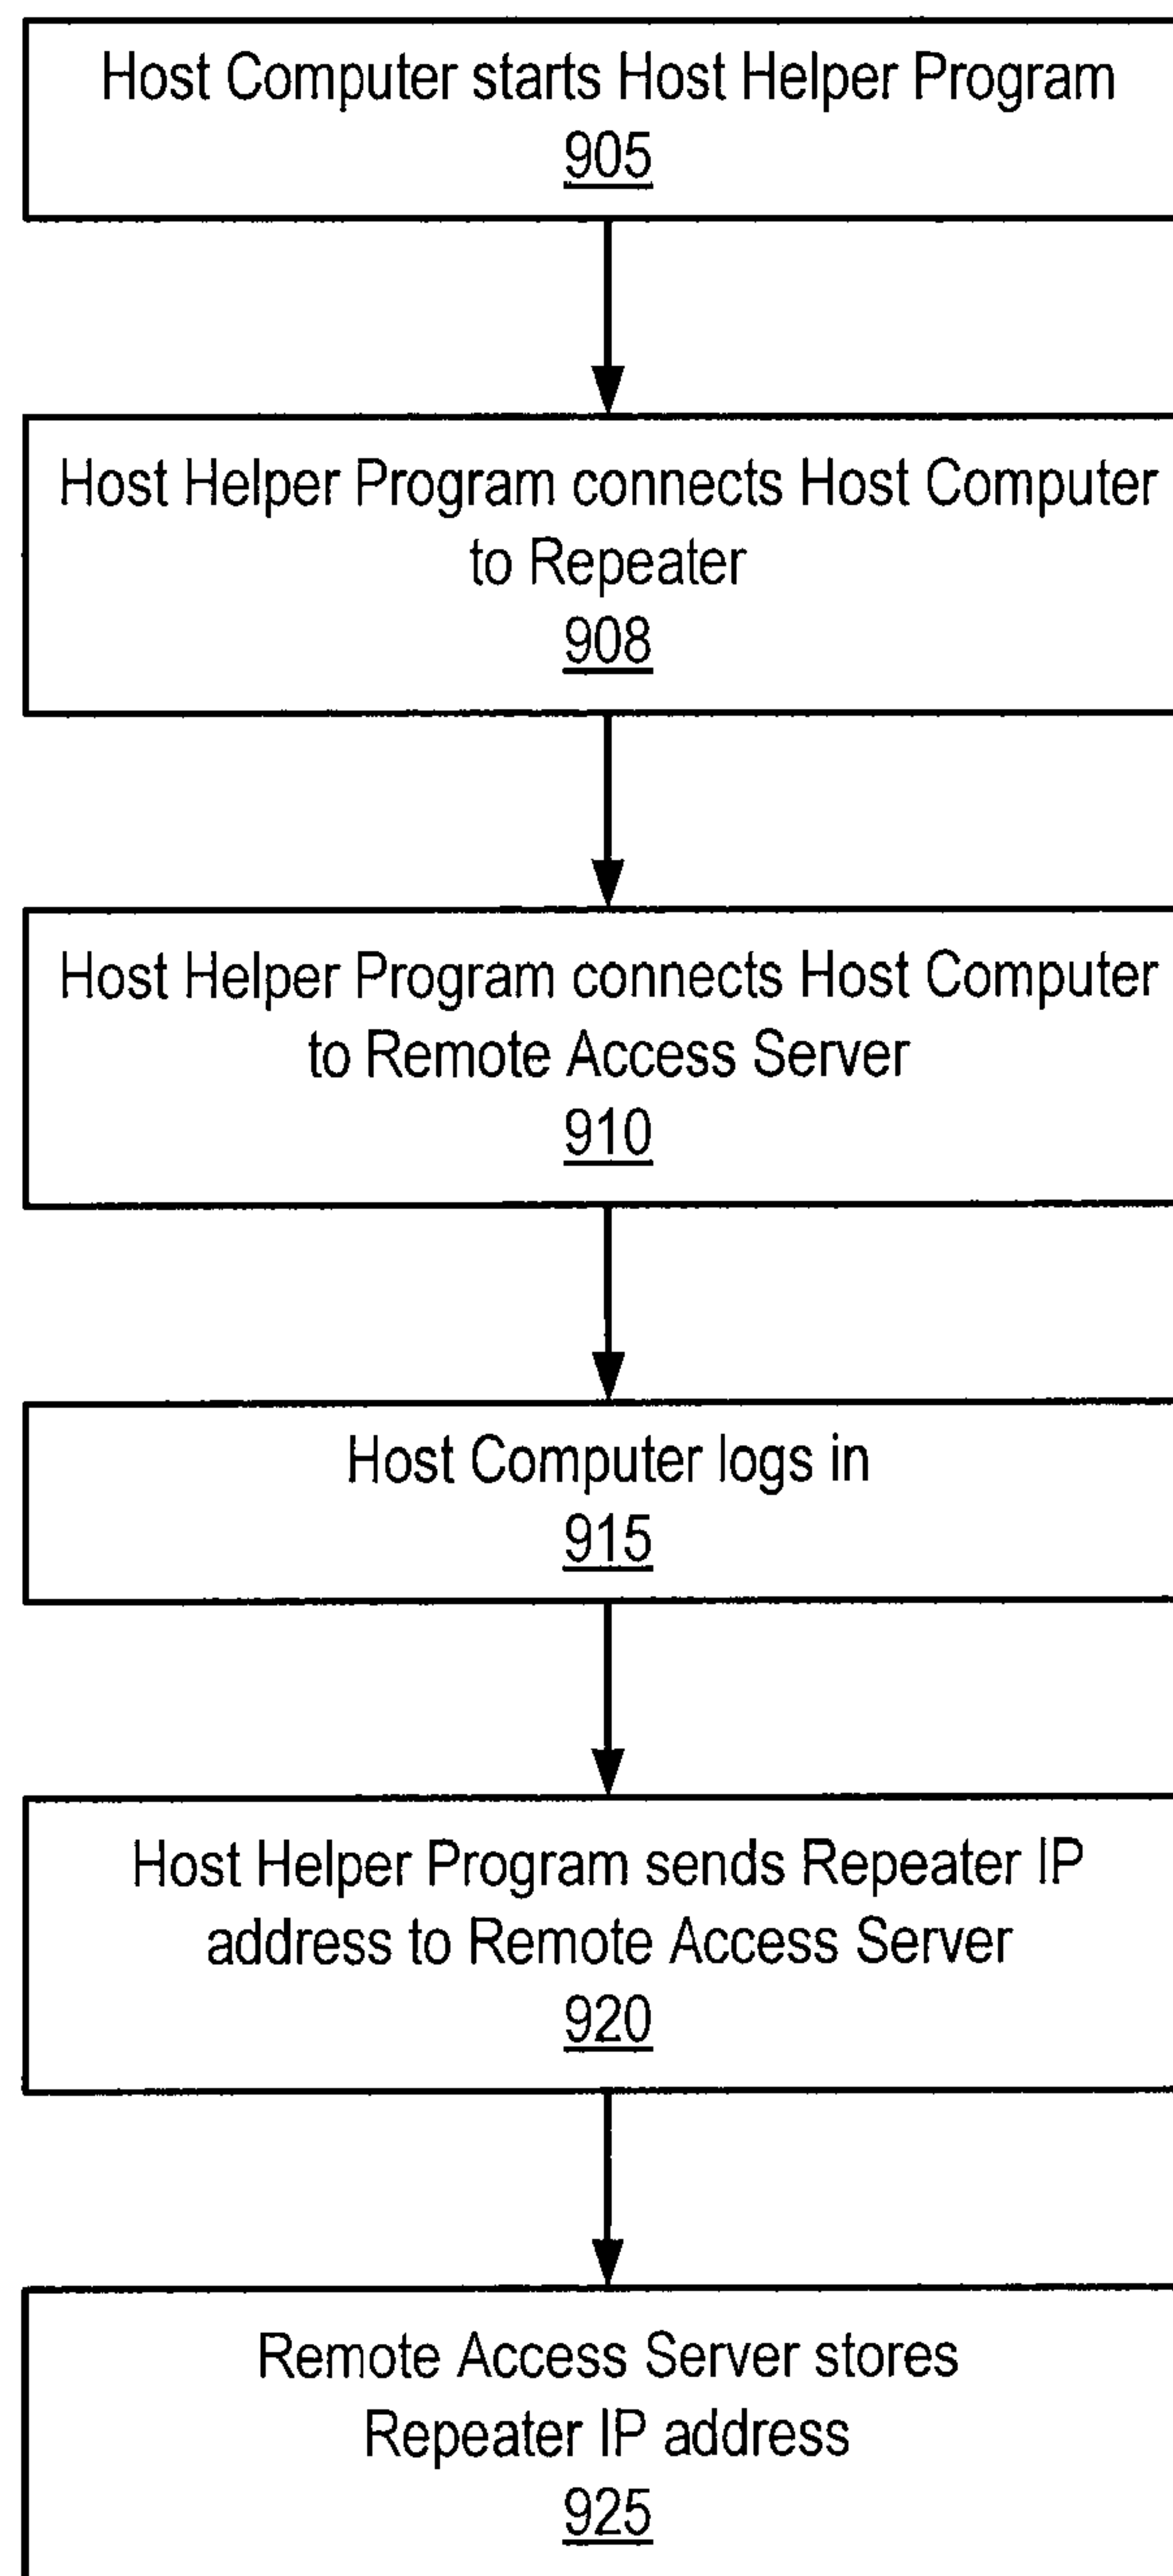 Host Computer starts Host Helper Program
905
Host Helper Program connects Host Computer
to Repeater
908
Host Helper Program connects Host Computer
to Remote Access Server
910
Host Computer logs in
915
Host Helper Program sends Repeater IP
address to Remote Access Server
920
Remote Access Server stores
Repeater IP address
925